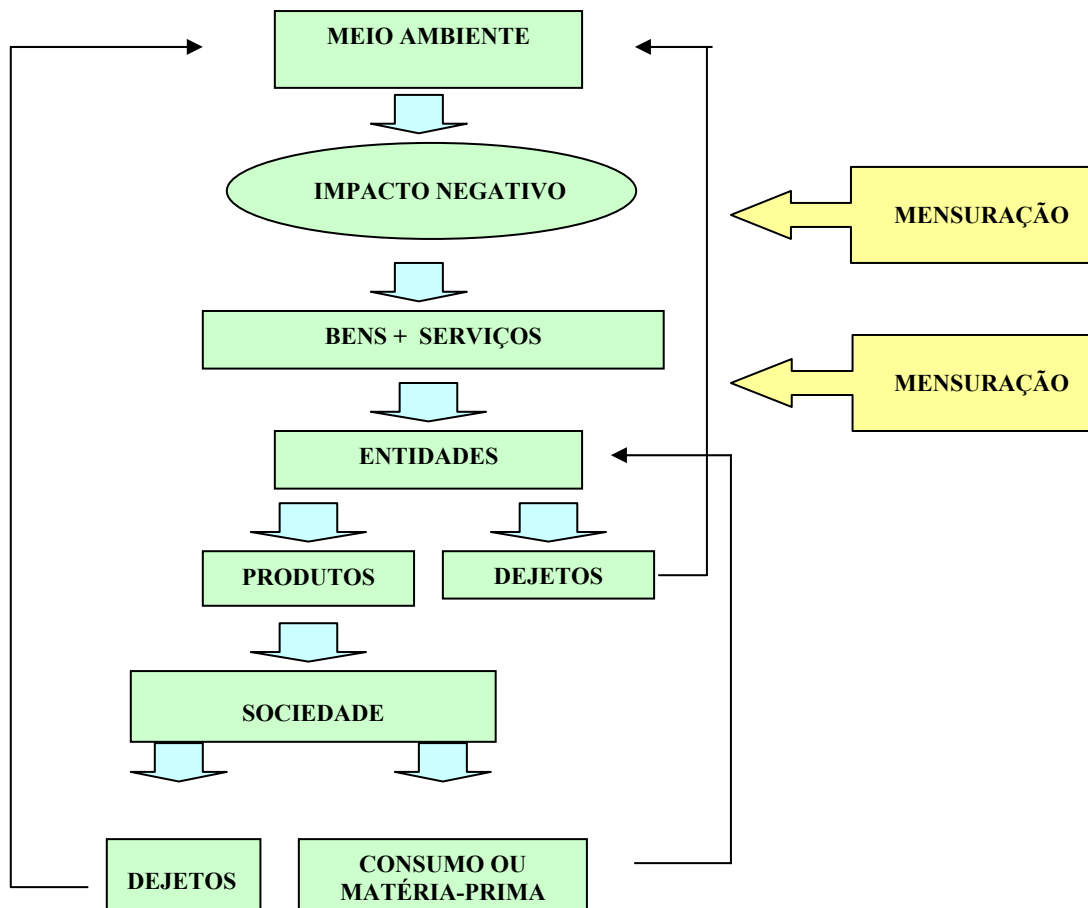 MEIO AMBIENTE
IMPACTO NEGATIVO
MENSURAÇÃO
BENS + SERVIÇOS
MENSURAÇÃO
ENTIDADES
PRODUTOS
DEJETOS
SOCIEDADE
DEJETOS
CONSUMO OU
MATÉRIA-PRIMA